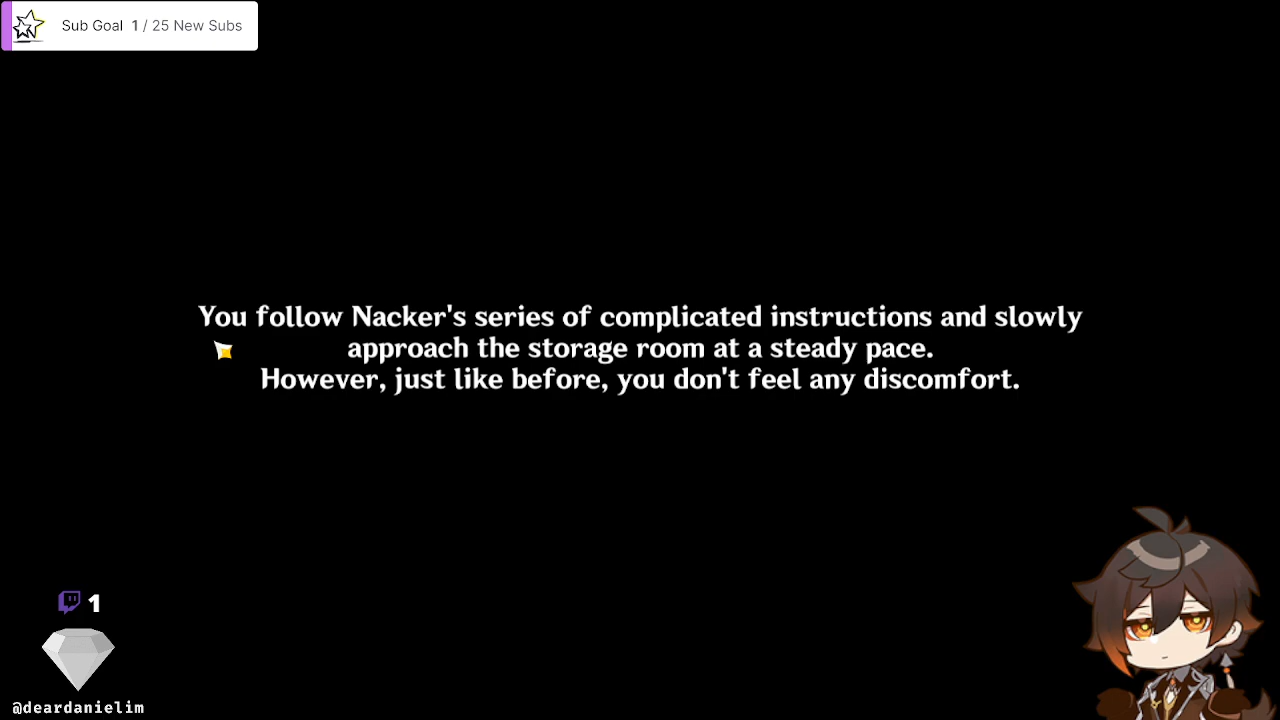 Sub Goal 1 / 25 New Subs
You follow Nacker's series of complicated instructions and slowly
approach the storage room at a steady pace.
However, just like before, you don't feel any discomfort.
1
@deardanielim